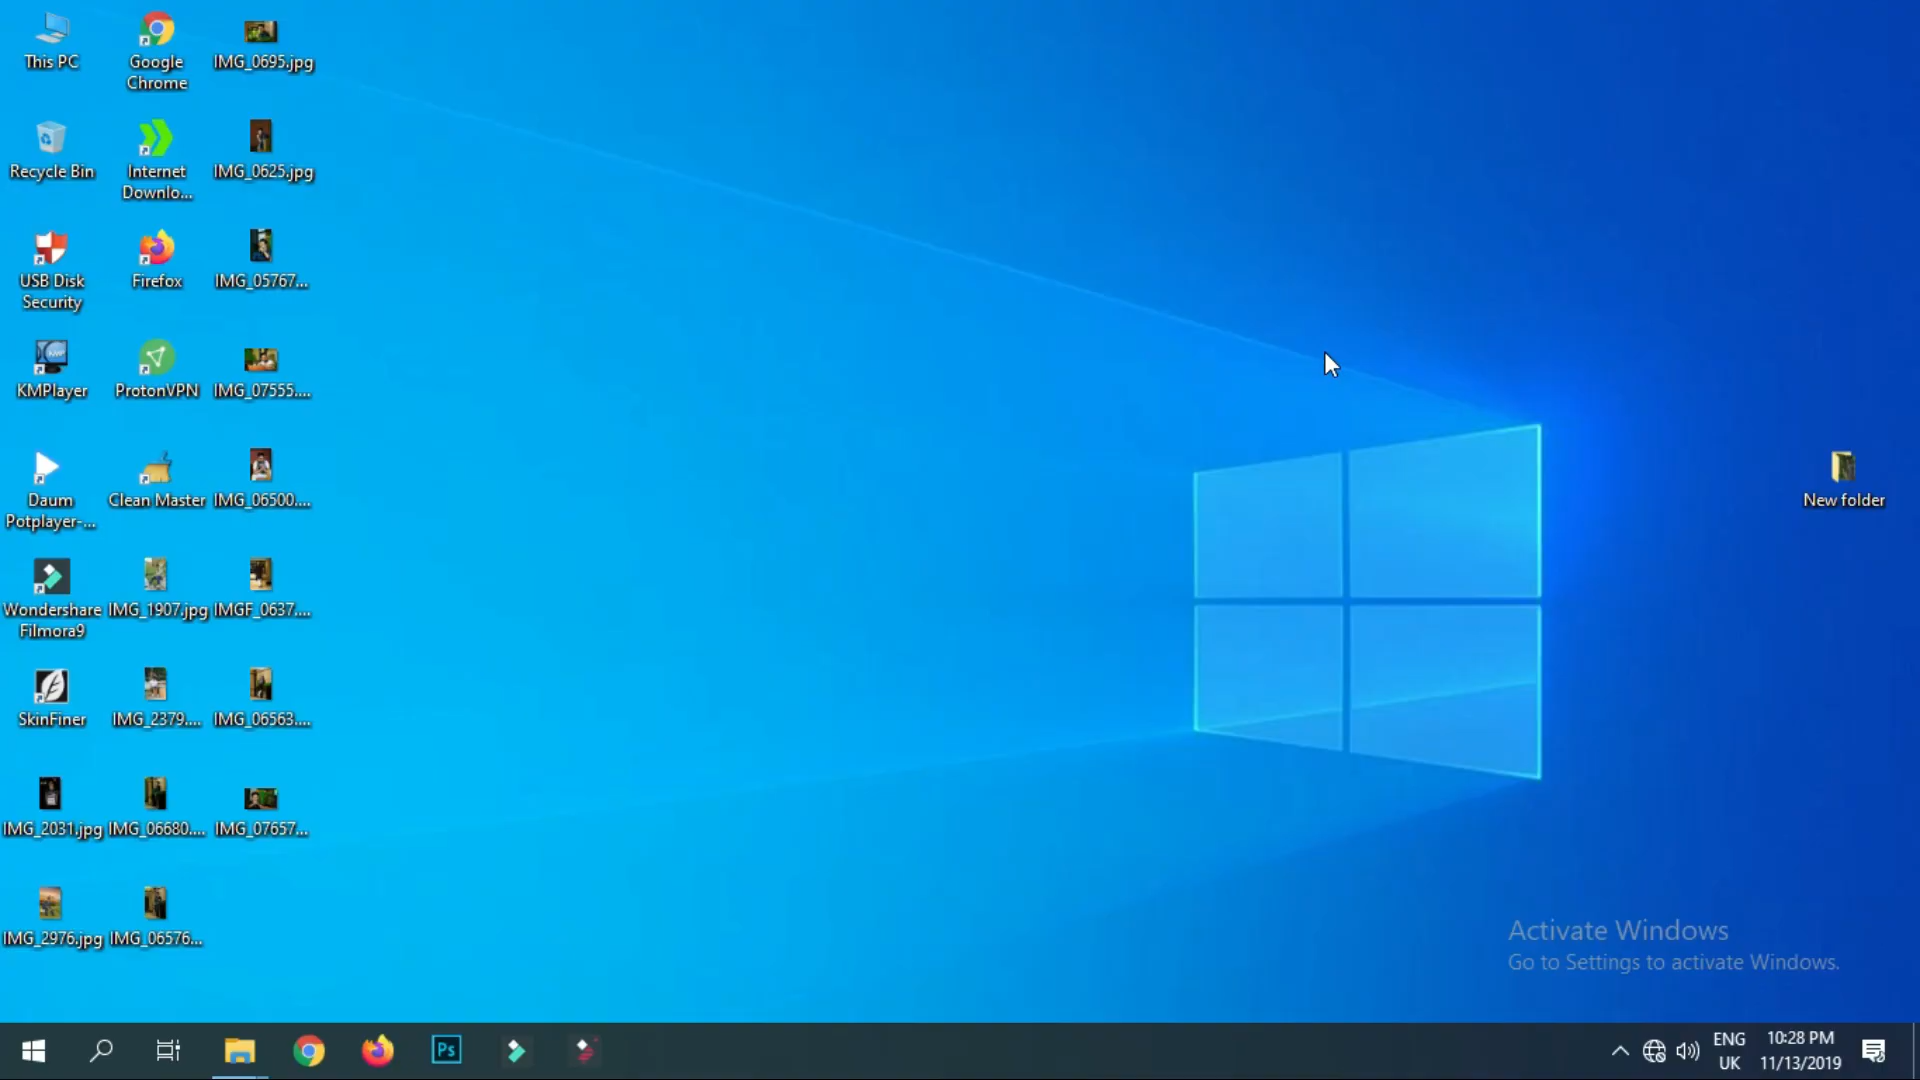 This PC
Google
Chrome
IMG_0695.jpg
Recycle Bin
Internet
Downlo...
IMG_0625.jpg
USB Disk
Security
Firefox
IMG_05767...
KMPlayer
ProtonVPN
IMG_07555....
Daum
Potplayer-...
Clean Master
IMG_06500....
New folder
Wondershare
Filmora9
IMG_1907.jpg
IMGF_0637....
SkinFiner
IMG_2379....
IMG_06563....
IMG_2031.jpg
IMG_06680....
IMG_07657...
IMG_2976.jpg
IMG_06576...
Activate Windows
Go to Settings to activate Windows.
Ps
ENG
UK
10:28 PM
11/13/2019